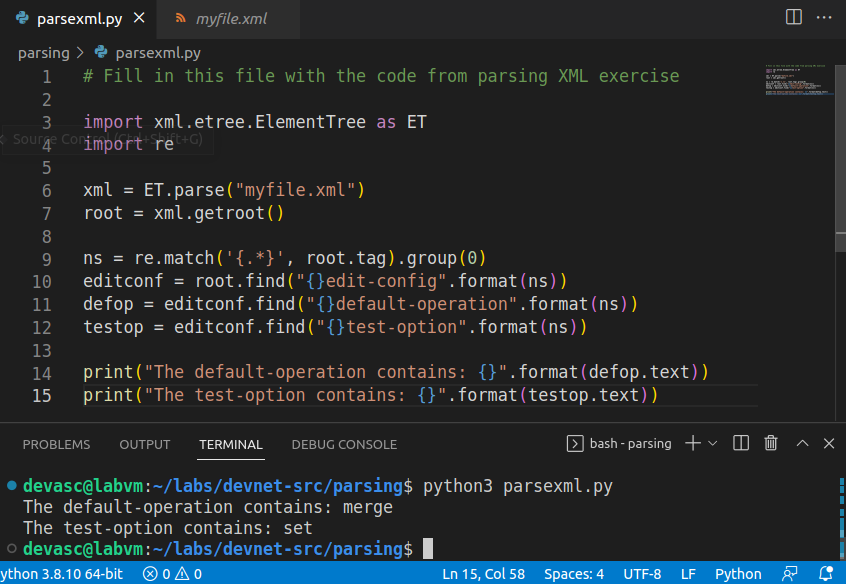 parsexml.py
myfile.xml
parsing > parsexml.py
1 # Fill in this file with the code from parsing XML exercise
2
3 import xml.etree.ElementTree as ET
Source Control (Ctrl+Shift+G)
4 import re
5
6 xml = ET.parse("myfile.xml")
7 root = xml.getroot()
8
9 ns = re.match('{.*}', root.tag).group(0)
10 editconf = root.find("{}edit-config".format(ns))
11 defop = editconf.find("{}default-operation".format(ns))
12 testop = editconf.find("{}test-option".format(ns))
13
14 print("The default-operation contains: {}".format(defop.text))
15 print("The test-option contains: {}".format(testop.text))
PROBLEMS OUTPUT TERMINAL DEBUG CONSOLE bash - parsing
devasc@labvm:~/labs/devnet-src/parsing$ python3 parsexml.py
The default-operation contains: merge
The test-option contains: set
devasc@labvm:~/labs/devnet-src/parsing$
ython 3.8.10 64-bit 0 0 Ln 15, Col 58 Spaces: 4 UTF-8 LF Python